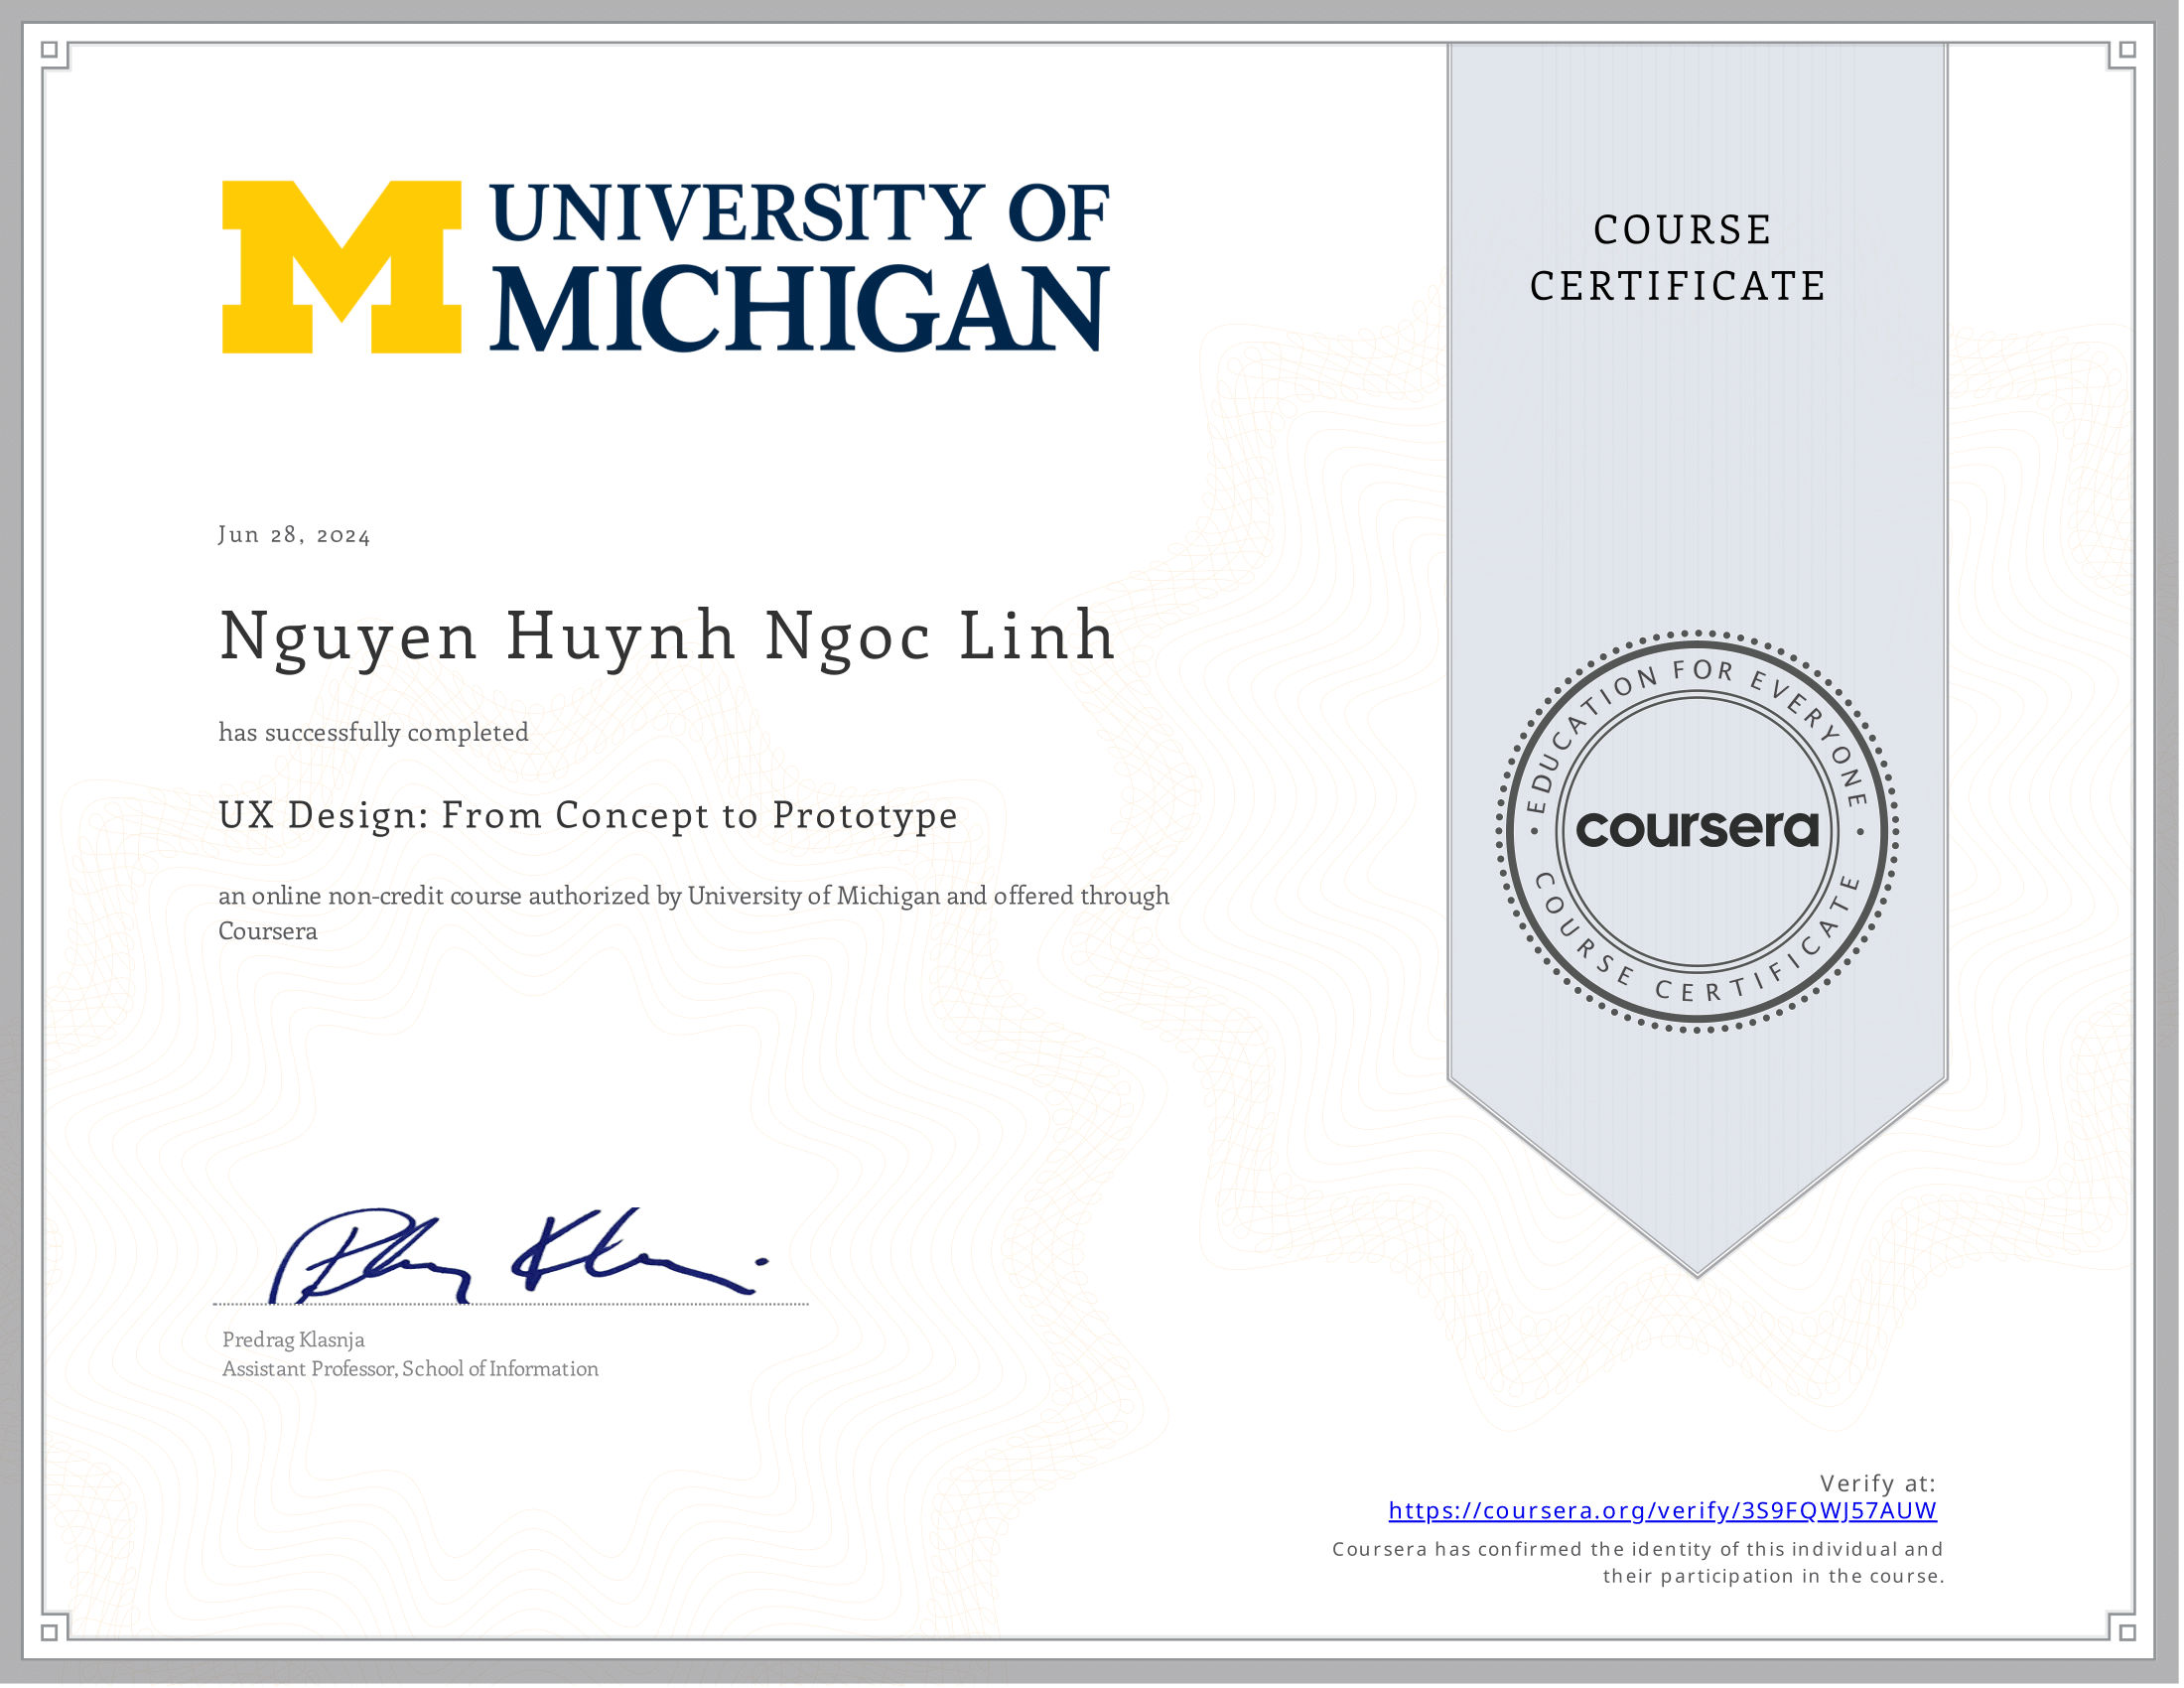 UNIVERSITY OF
MICHIGAN
COURSE
CERTIFICATE
Jun 28, 2024
Nguyen Huynh Ngoc Linh
has successfully completed
UX Design: From Concept to Prototype
an online non-credit course authorized by University of Michigan and offered through
Coursera
EDUCATION FOR EVERYONE
coursera
COURSE CERTIFICATE
Predrag Klasnja
Assistant Professor, School of Information
Verify at:
https://coursera.org/verify/3S9FQWJ57AUW
Coursera has confirmed the identity of this individual and
their participation in the course.